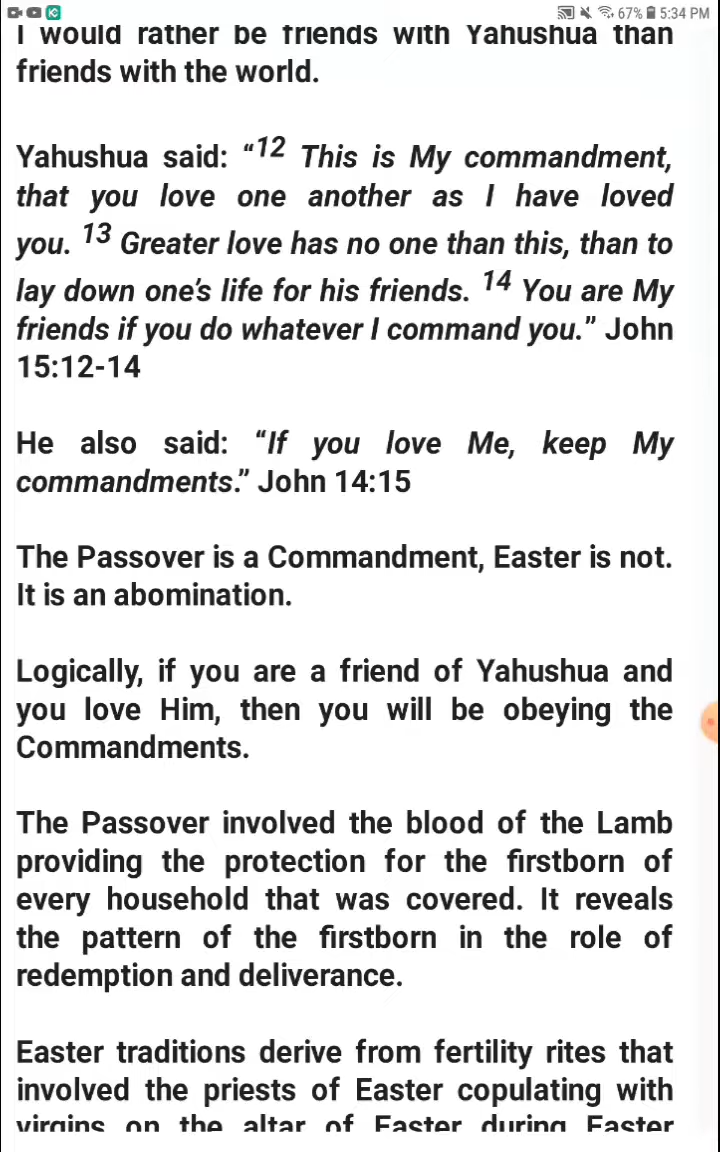 67% 5:34 PM
I would rather be friends with Yahushua than
friends with the world.
Yahushua said: “12 This is My commandment,
that you love one another as I have loved
you. 13 Greater love has no one than this, than to
lay down one’s life for his friends. 14 You are My
friends if you do whatever I command you.” John
15:12-14
He also said: “If you love Me, keep My
commandments.” John 14:15
The Passover is a Commandment, Easter is not.
It is an abomination.
Logically, if you are a friend of Yahushua and
you love Him, then you will be obeying the
Commandments.
The Passover involved the blood of the Lamb
providing the protection for the firstborn of
every household that was covered. It reveals
the pattern of the firstborn in the role of
redemption and deliverance.
Easter traditions derive from fertility rites that
involved the priests of Easter copulating with
virgins on the altar of Easter during Easter